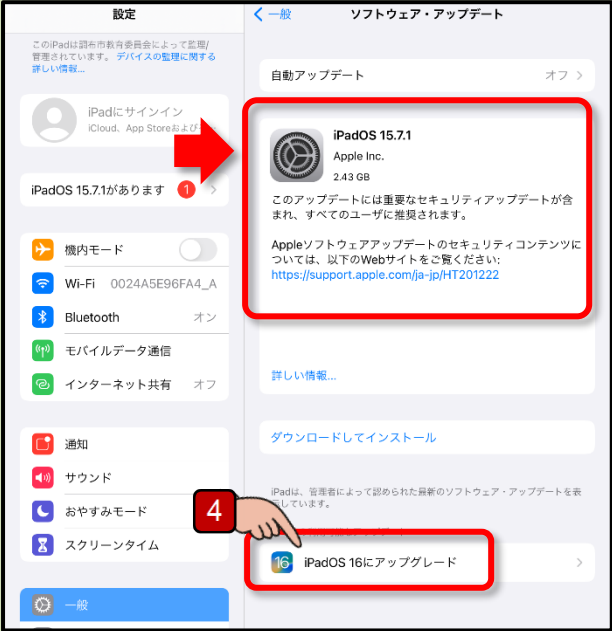 設定
このiPadは調布市教育委員会によって監理/
管理されています。デバイスの監理に関する
詳しい情報...
iPadにサインイン
iCloud、App Storeおよび
iPadOS 15.7.1があります 1
機内モード
Wi-Fi 0024A5E96FA4_A
Bluetooth オン
モバイルデータ通信
インターネット共有 オフ
通知
サウンド
おやすみモード
スクリーンタイム
一般
一般 ソフトウェア・アップデート
自動アップデート オフ
iPadOS 15.7.1
Apple Inc.
2.43 GB
このアップデートには重要なセキュリティアップデートが含
まれ、すべてのユーザに推奨されます。
Appleソフトウェアアップデートのセキュリティコンテンツに
ついては、以下のWebサイトをご覧ください:
https://support.apple.com/ja-jp/HT201222
詳しい情報...
ダウンロードしてインストール
iPadは、管理者によって認められた最新のソフトウェア・アップデートを表
示しています。
4
16 iPadOS 16にアップグレード